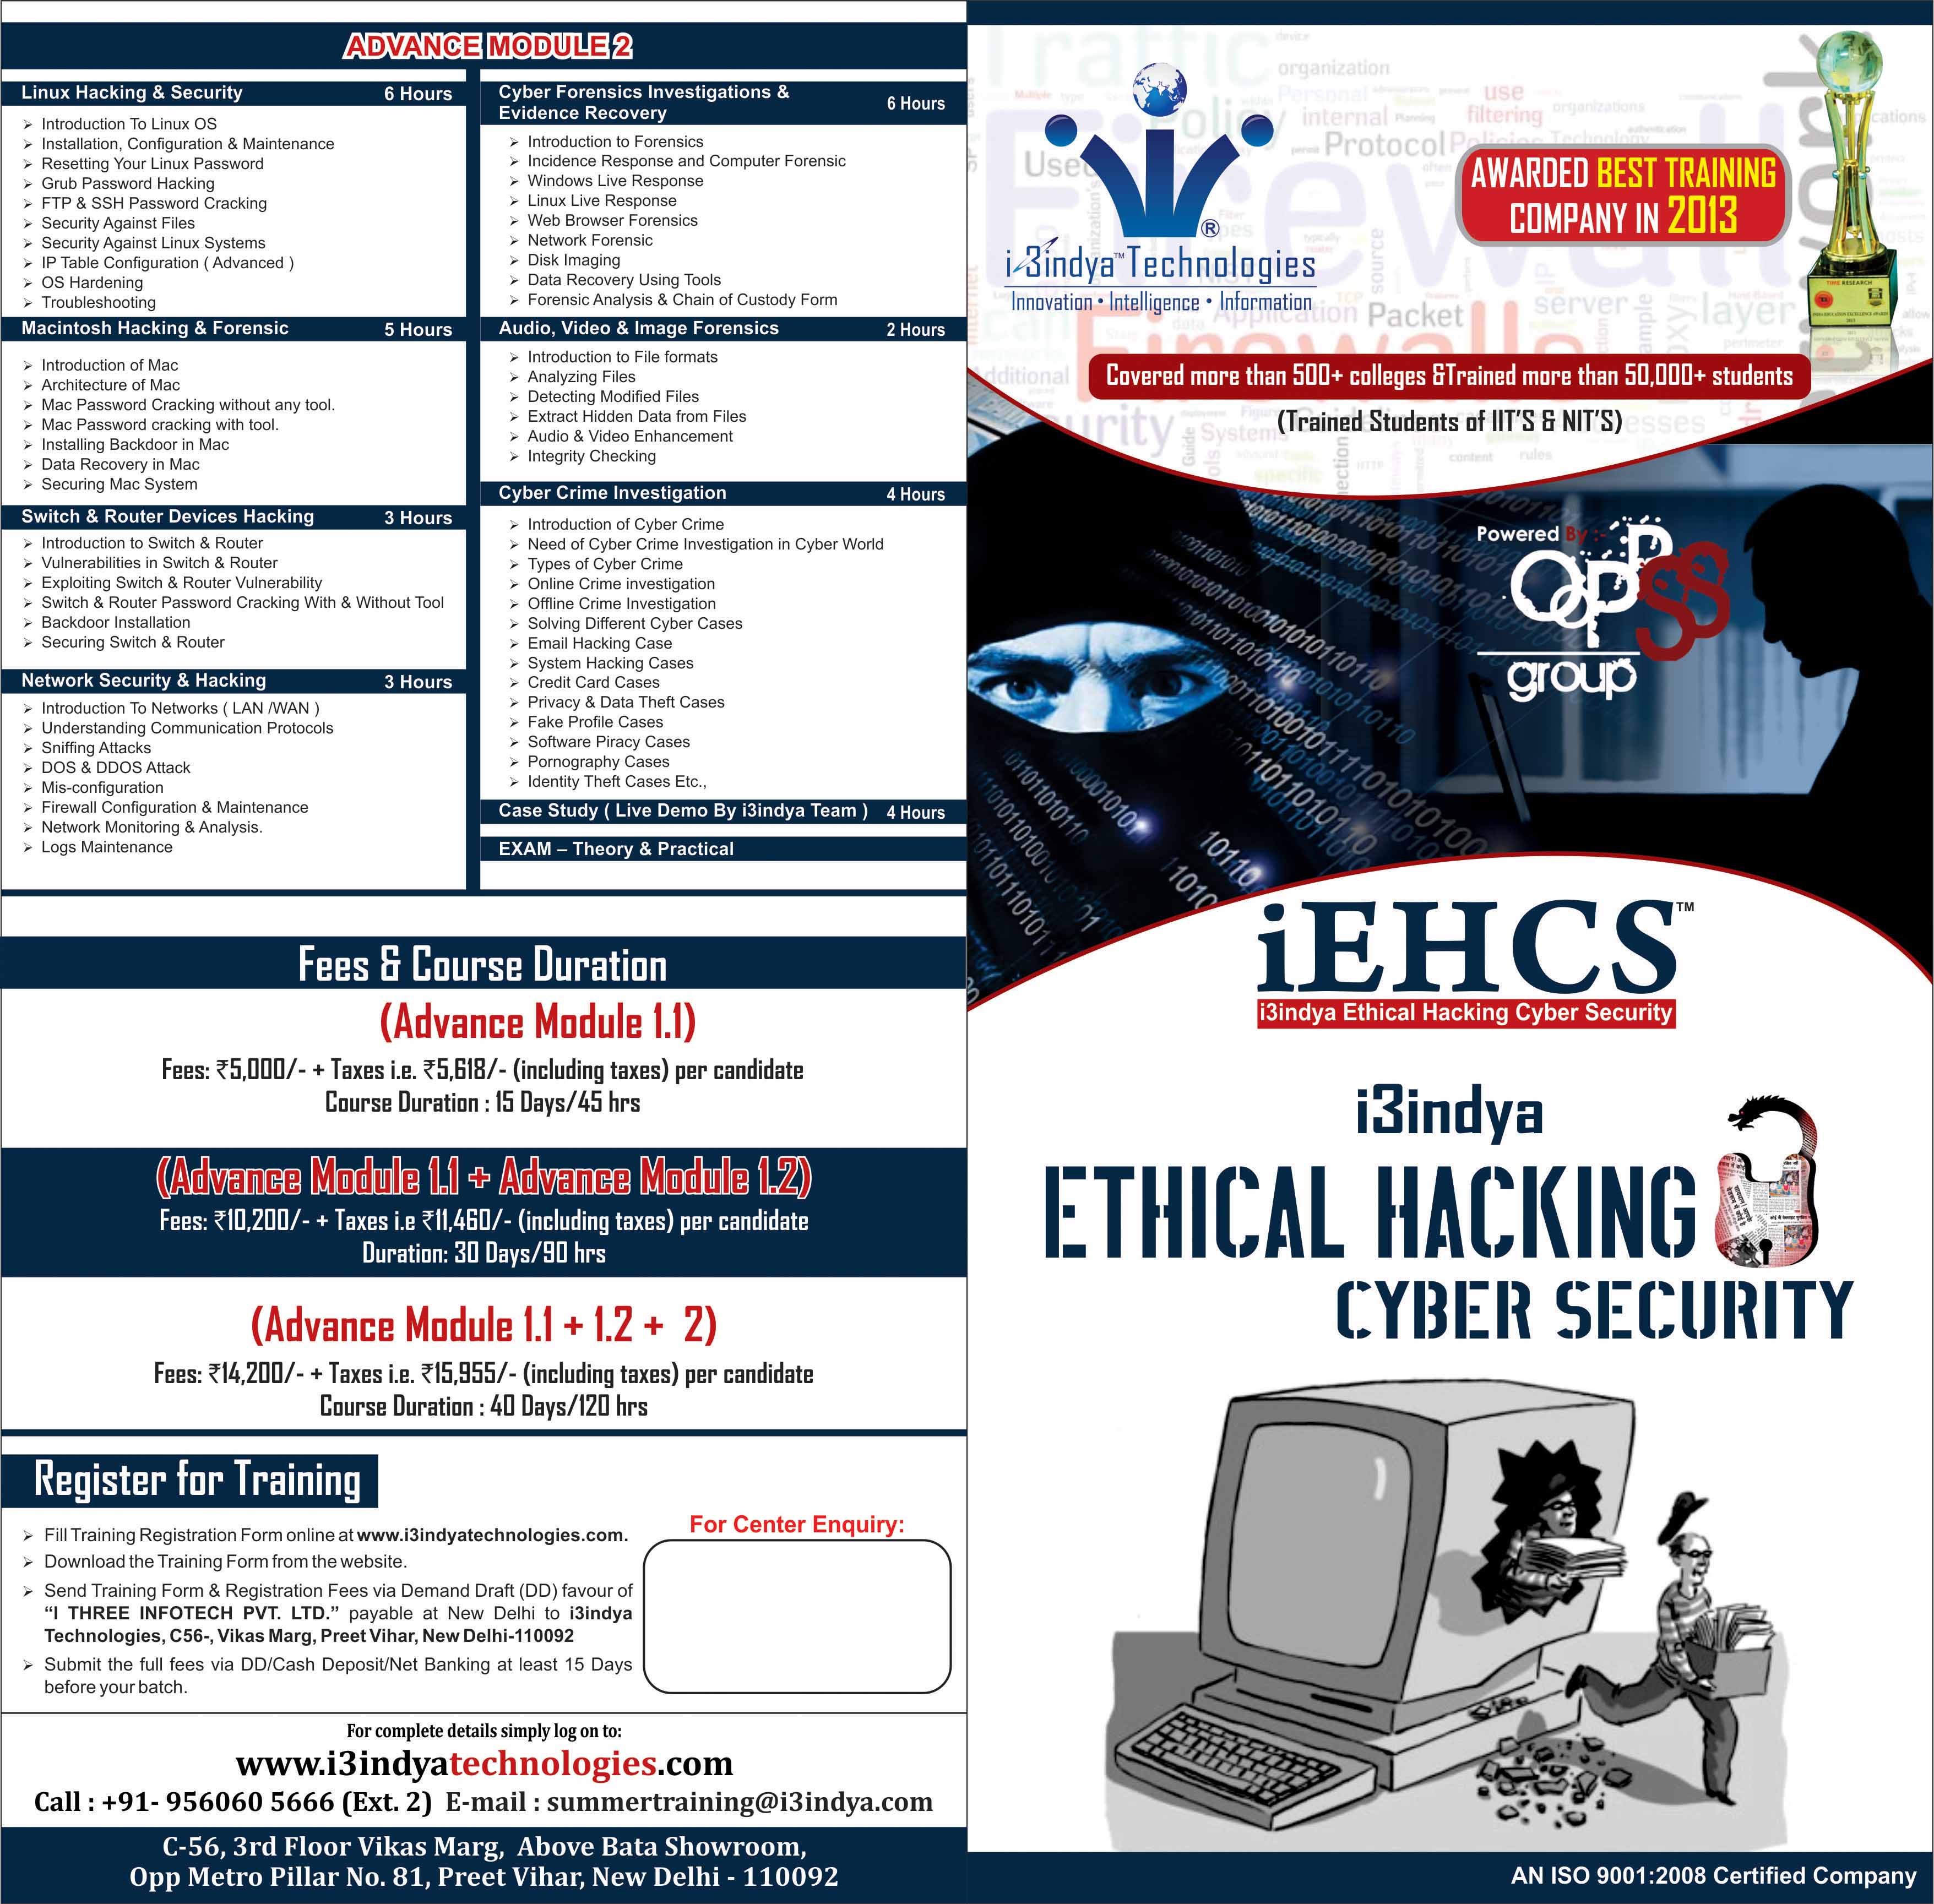 ADVANCE MODULE 2
Linux Hacking & Security 6 Hours
➢ Introduction To Linux OS
➢ Installation, Configuration & Maintenance
➢ Resetting Your Linux Password
➢ Grub Password Hacking
➢ FTP & SSH Password Cracking
➢ Security Against Files
➢ Security Against Linux Systems
➢ IP Table Configuration ( Advanced )
➢ OS Hardening
➢ Troubleshooting
Macintosh Hacking & Forensic 5 Hours
➢ Introduction of Mac
➢ Architecture of Mac
➢ Mac Password Cracking without any tool.
➢ Mac Password cracking with tool.
➢ Installing Backdoor in Mac
➢ Data Recovery in Mac
➢ Securing Mac System
Switch & Router Devices Hacking 3 Hours
➢ Introduction to Switch & Router
➢ Vulnerabilities in Switch & Router
➢ Exploiting Switch & Router Vulnerability
➢ Switch & Router Password Cracking With & Without Tool
➢ Backdoor Installation
➢ Securing Switch & Router
Network Security & Hacking 3 Hours
➢ Introduction To Networks ( LAN /WAN )
➢ Understanding Communication Protocols
➢ Sniffing Attacks
➢ DOS & DDOS Attack
➢ Mis-configuration
➢ Firewall Configuration & Maintenance
➢ Network Monitoring & Analysis.
➢ Logs Maintenance
Cyber Forensics Investigations &
Evidence Recovery 6 Hours
➢ Introduction to Forensics
➢ Incidence Response and Computer Forensic
➢ Windows Live Response
➢ Linux Live Response
➢ Web Browser Forensics
➢ Network Forensic
➢ Disk Imaging
➢ Data Recovery Using Tools
➢ Forensic Analysis & Chain of Custody Form
Audio, Video & Image Forensics 2 Hours
➢ Introduction to File formats
➢ Analyzing Files
➢ Detecting Modified Files
➢ Extract Hidden Data from Files
➢ Audio & Video Enhancement
➢ Integrity Checking
Cyber Crime Investigation 4 Hours
➢ Introduction of Cyber Crime
➢ Need of Cyber Crime Investigation in Cyber World
➢ Types of Cyber Crime
➢ Online Crime investigation
➢ Offline Crime Investigation
➢ Solving Different Cyber Cases
➢ Email Hacking Case
➢ System Hacking Cases
➢ Credit Card Cases
➢ Privacy & Data Theft Cases
➢ Fake Profile Cases
➢ Software Piracy Cases
➢ Pornography Cases
➢ Identity Theft Cases Etc.,
Case Study ( Live Demo By i3indya Team ) 4 Hours
EXAM – Theory & Practical
Fees & Course Duration
(Advance Module 1.1)
Fees: ₹5,000/- + Taxes i.e. ₹5,618/- (including taxes) per candidate
Course Duration : 15 Days/45 hrs
(Advance Module 1.1 + Advance Module 1.2)
Fees: ₹10,200/- + Taxes i.e ₹11,460/- (including taxes) per candidate
Duration: 30 Days/90 hrs
(Advance Module 1.1 + 1.2 + 2)
Fees: ₹14,200/- + Taxes i.e. ₹15,955/- (including taxes) per candidate
Course Duration : 40 Days/120 hrs
Register for Training
➢ Fill Training Registration Form online at www.i3indyatechnologies.com.
➢ Download the Training Form from the website.
➢ Send Training Form & Registration Fees via Demand Draft (DD) favour of
“I THREE INFOTECH PVT. LTD.” payable at New Delhi to i3indya
Technologies, C56-, Vikas Marg, Preet Vihar, New Delhi-110092
➢ Submit the full fees via DD/Cash Deposit/Net Banking at least 15 Days
before your batch.
For Center Enquiry:
For complete details simply log on to:
www.i3indyatechnologies.com
Call : +91- 956060 5666 (Ext. 2) E-mail : summertraining@i3indya.com
C-56, 3rd Floor Vikas Marg, Above Bata Showroom,
Opp Metro Pillar No. 81, Preet Vihar, New Delhi - 110092
®
i3indya™ Technologies
Innovation • Intelligence • Information
AWARDED BEST TRAINING
COMPANY IN 2013
TIME RESEARCH
Covered more than 500+ colleges &Trained more than 50,000+ students
(Trained Students of IIT'S & NIT'S)
Traffic
organization
use
filtering
organizations
Policy
internal
Protocol
Firewall
Application
Packet
server
layer
Firewalls
Systems
source
content
rules
Powered By :-
OPPSS
group
iEHCS™
i3indya Ethical Hacking Cyber Security
i3indya
ETHICAL HACKING
CYBER SECURITY
AN ISO 9001:2008 Certified Company